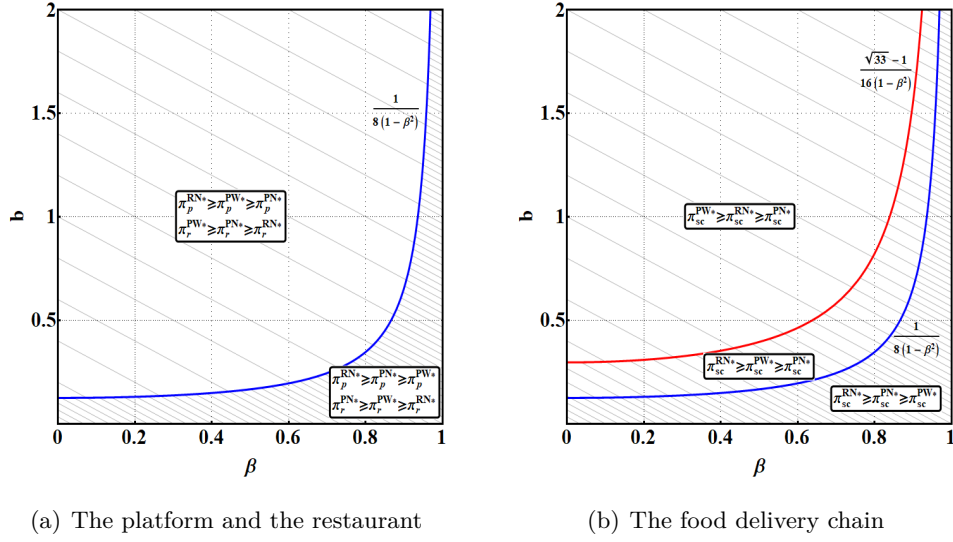 2
1.5
1
0.5
b
0
0.2
0.4
0.6
0.8
1
β
1/(8(1-β²))
π_p^{RN*}⩾π_p^{PW*}⩾π_p^{PN*}
π_r^{PW*}⩾π_r^{PN*}⩾π_r^{RN*}
π_p^{RN*}⩾π_p^{PN*}⩾π_p^{PW*}
π_r^{PN*}⩾π_r^{PW*}⩾π_r^{RN*}
(a) The platform and the restaurant
2
1.5
1
0.5
b
0
0.2
0.4
0.6
0.8
1
β
(√33-1)/(16(1-β²))
π_sc^{PW*}⩾π_sc^{RN*}⩾π_sc^{PN*}
1/(8(1-β²))
π_sc^{RN*}⩾π_sc^{PW*}⩾π_sc^{PN*}
π_sc^{RN*}⩾π_sc^{PN*}⩾π_sc^{PW*}
(b) The food delivery chain